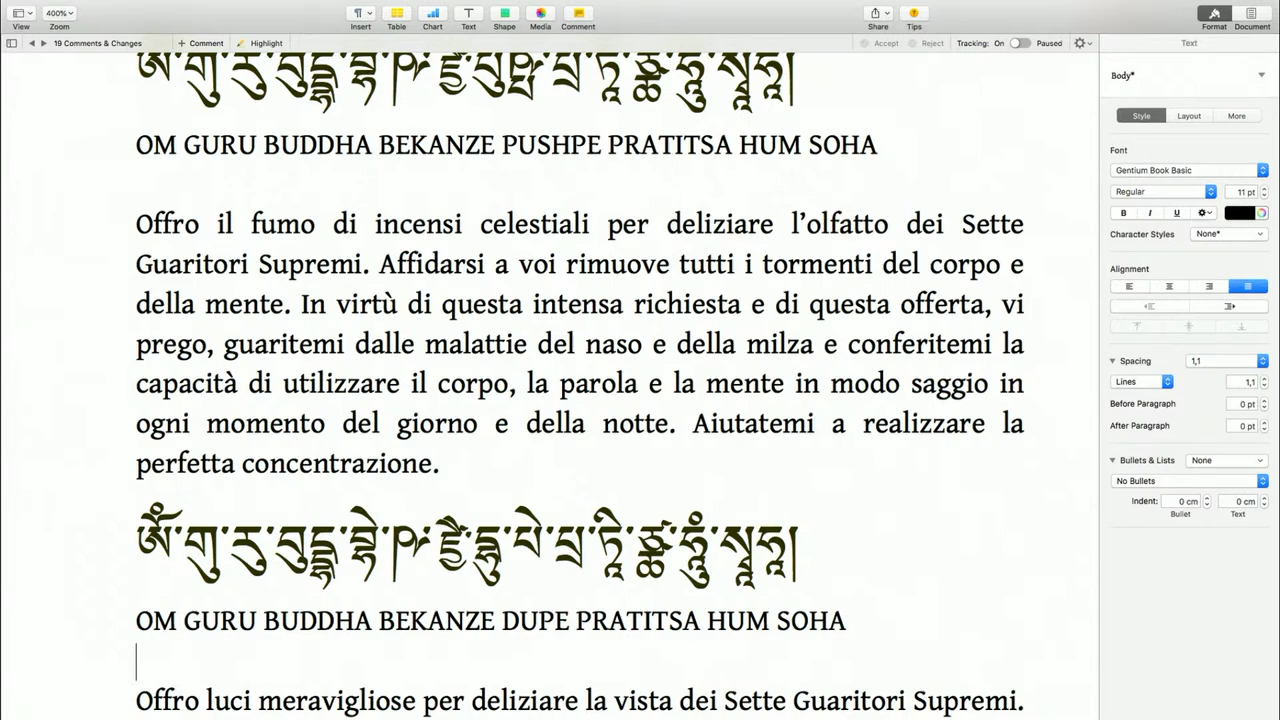 400%
View
Zoom
Insert
Table
Chart
Text
Shape
Media
Comment
Share
Tips
Format
Document
19 Comments & Changes
Comment
Highlight
Accept
Reject
Tracking: On
Paused
Text
OM GURU BUDDHA BEKANZE PUSHPE PRATITSA HUM SOHA
Offro il fumo di incensi celestiali per deliziare l’olfatto dei Sette
Guaritori Supremi. Affidarsi a voi rimuove tutti i tormenti del corpo e
della mente. In virtù di questa intensa richiesta e di questa offerta, vi
prego, guaritemi dalle malattie del naso e della milza e conferitemi la
capacità di utilizzare il corpo, la parola e la mente in modo saggio in
ogni momento del giorno e della notte. Aiutatemi a realizzare la
perfetta concentrazione.
OM GURU BUDDHA BEKANZE DUPE PRATITSA HUM SOHA
Offro luci meravigliose per deliziare la vista dei Sette Guaritori Supremi.
Body*
Style
Layout
More
Font
Gentium Book Basic
Regular
11 pt
B I U
Character Styles
None*
Alignment
Spacing
1,1
Lines
1,1
Before Paragraph
0 pt
After Paragraph
0 pt
Bullets & Lists
None
No Bullets
Indent:
0 cm
0 cm
Bullet
Text